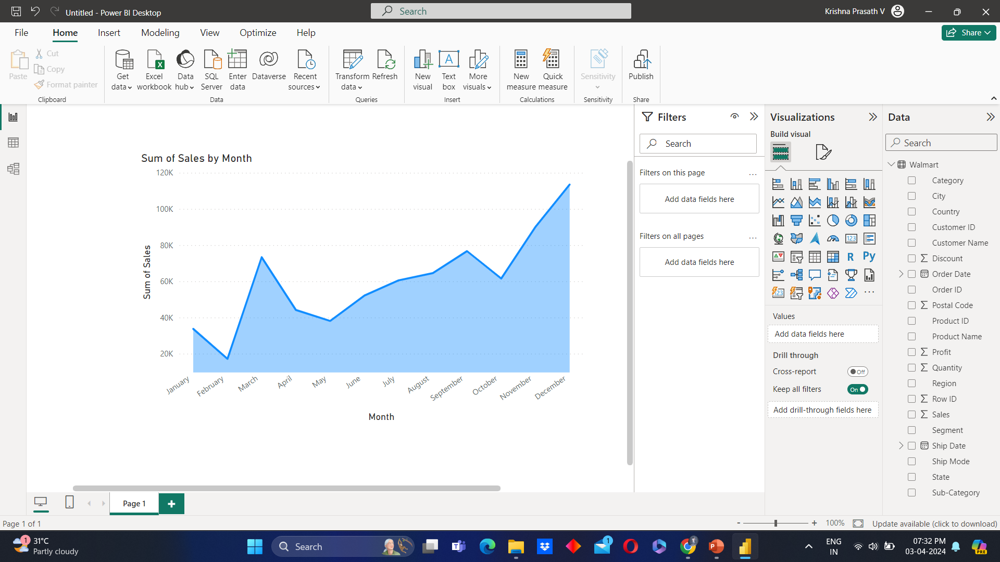 Untitled - Power BI Desktop
Search
Krishna Prasath V
File Home Insert Modeling View Optimize Help
Share
Paste
Cut
Copy
Format painter
Clipboard
Get data
Excel workbook
Data hub
SQL Server
Enter data
Dataverse
Recent sources
Data
Transform data
Refresh
Queries
New visual
Text box
More visuals
Insert
New measure
Quick measure
Calculations
Sensitivity
Sensitivity
Publish
Share
Sum of Sales by Month
120K
100K
80K
60K
40K
20K
Sum of Sales
January
February
March
April
May
June
July
August
September
October
November
December
Month
Filters
Search
Filters on this page
...
Add data fields here
Filters on all pages
...
Add data fields here
Visualizations
Build visual
123
R
Py
123
...
Values
Add data fields here
Drill through
Cross-report
Off
Keep all filters
On
Add drill-through fields here
Data
Search
Walmart
Category
City
Country
Customer ID
Customer Name
Discount
Order Date
Order ID
Postal Code
Product ID
Product Name
Profit
Quantity
Region
Row ID
Sales
Segment
Ship Date
Ship Mode
State
Sub-Category
Page 1
Page 1 of 1
- + 100%
Update available (click to download)
1
31°C
Partly cloudy
Search
1
ENG
IN
07:32 PM
03-04-2024
PRE